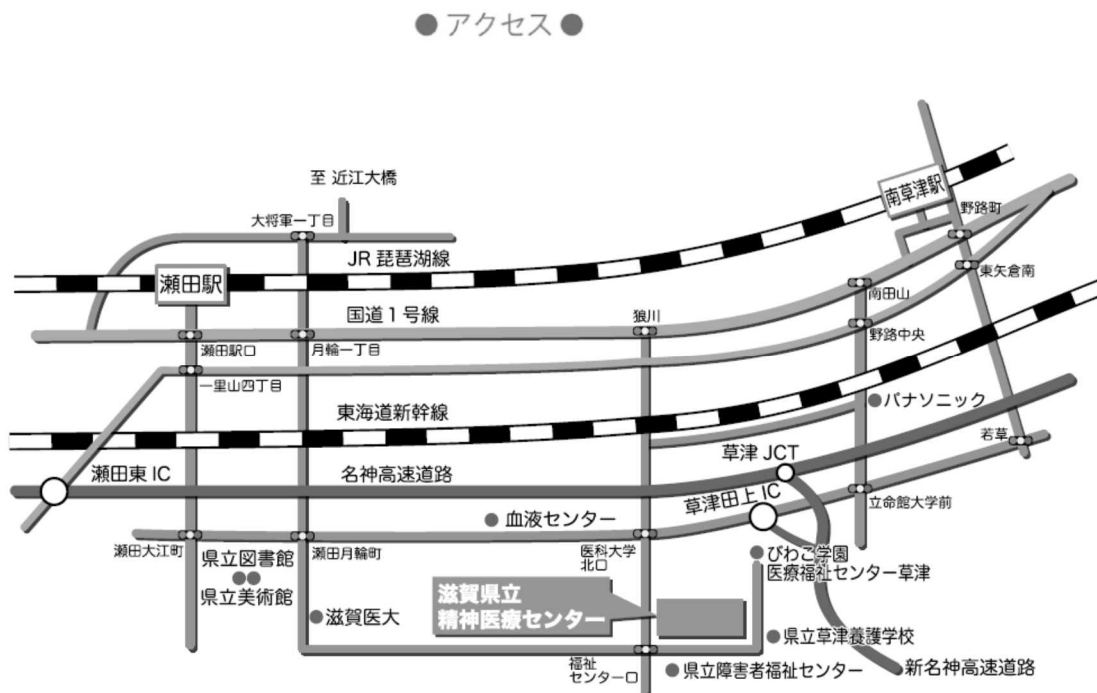 ● アクセス ●
至 近江大橋
大将軍一丁目
南草津駅
野路町
JR 琵琶湖線
瀬田駅
東矢倉南
国道1号線
狼川
南田山
瀬田駅口
月輪一丁目
野路中央
一里山四丁目
東海道新幹線
パナソニック
若草
瀬田東 IC
名神高速道路
草津 JCT
草津田上 IC
立命館大学前
血液センター
瀬田大江町
県立図書館
県立美術館
瀬田月輪町
医科大学
北口
びわこ学園
医療福祉センター草津
滋賀医大
滋賀県立
精神医療センター
県立草津養護学校
福祉
センター口
県立障害者福祉センター
新名神高速道路